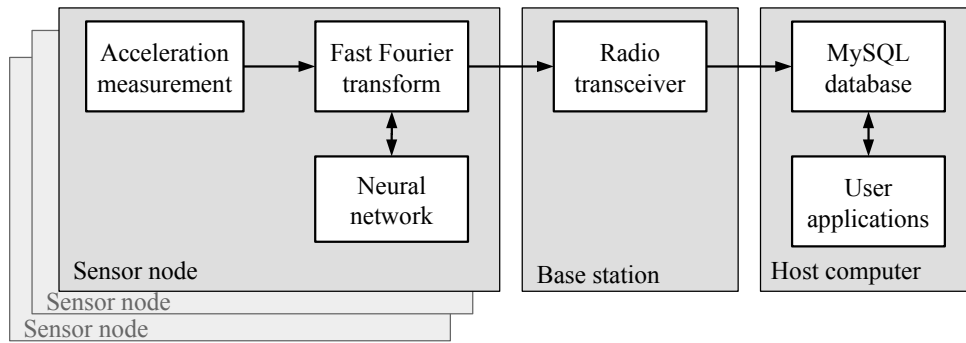 Acceleration
measurement
Fast Fourier
transform
Neural
network
Sensor node
Sensor node
Sensor node
Radio
transceiver
Base station
MySQL
database
User
applications
Host computer